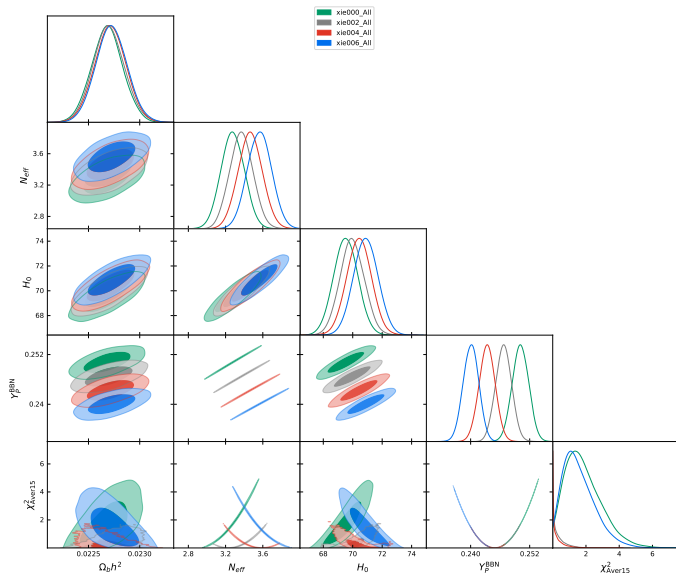 xie000_All
xie002_All
xie004_All
xie006_All
3.6
3.2
2.8
N_eff
74
72
70
68
H_0
0.252
0.24
Y_P^BBN
6
4
2
χ²_Aver15
0.0225 0.0230
Ω_b h²
2.8 3.2 3.6
N_eff
68 70 72 74
H_0
0.240 0.252
Y_P^BBN
2 4 6
χ²_Aver15